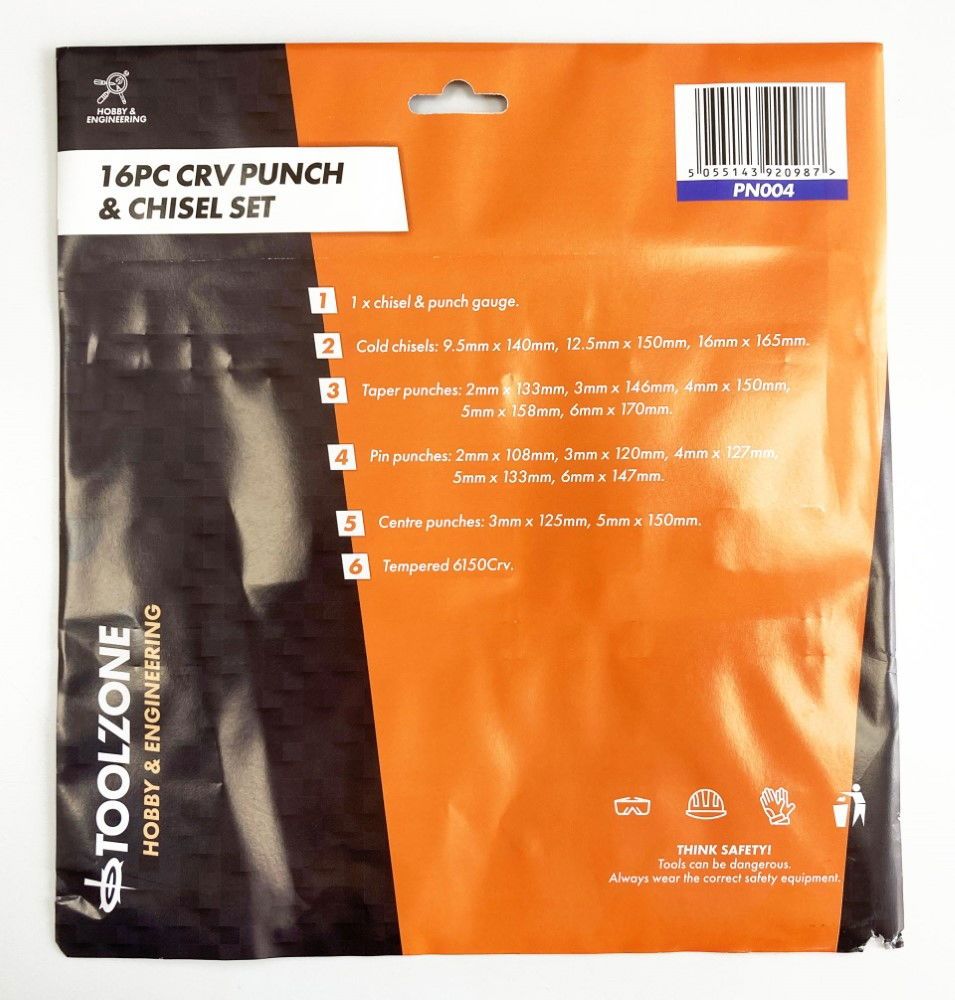 HOBBY &
ENGINEERING
16PC CRV PUNCH
& CHISEL SET
5 055143 920987 >
PN004
1 1 x chisel & punch gauge.
2 Cold chisels: 9.5mm x 140mm, 12.5mm x 150mm, 16mm x 165mm.
3 Taper punches: 2mm x 133mm, 3mm x 146mm, 4mm x 150mm,
5mm x 158mm, 6mm x 170mm.
4 Pin punches: 2mm x 108mm, 3mm x 120mm, 4mm x 127mm,
5mm x 133mm, 6mm x 147mm.
5 Centre punches: 3mm x 125mm, 5mm x 150mm.
6 Tempered 6150Crv.
TOOLZONE
HOBBY & ENGINEERING
THINK SAFETY!
Tools can be dangerous.
Always wear the correct safety equipment.